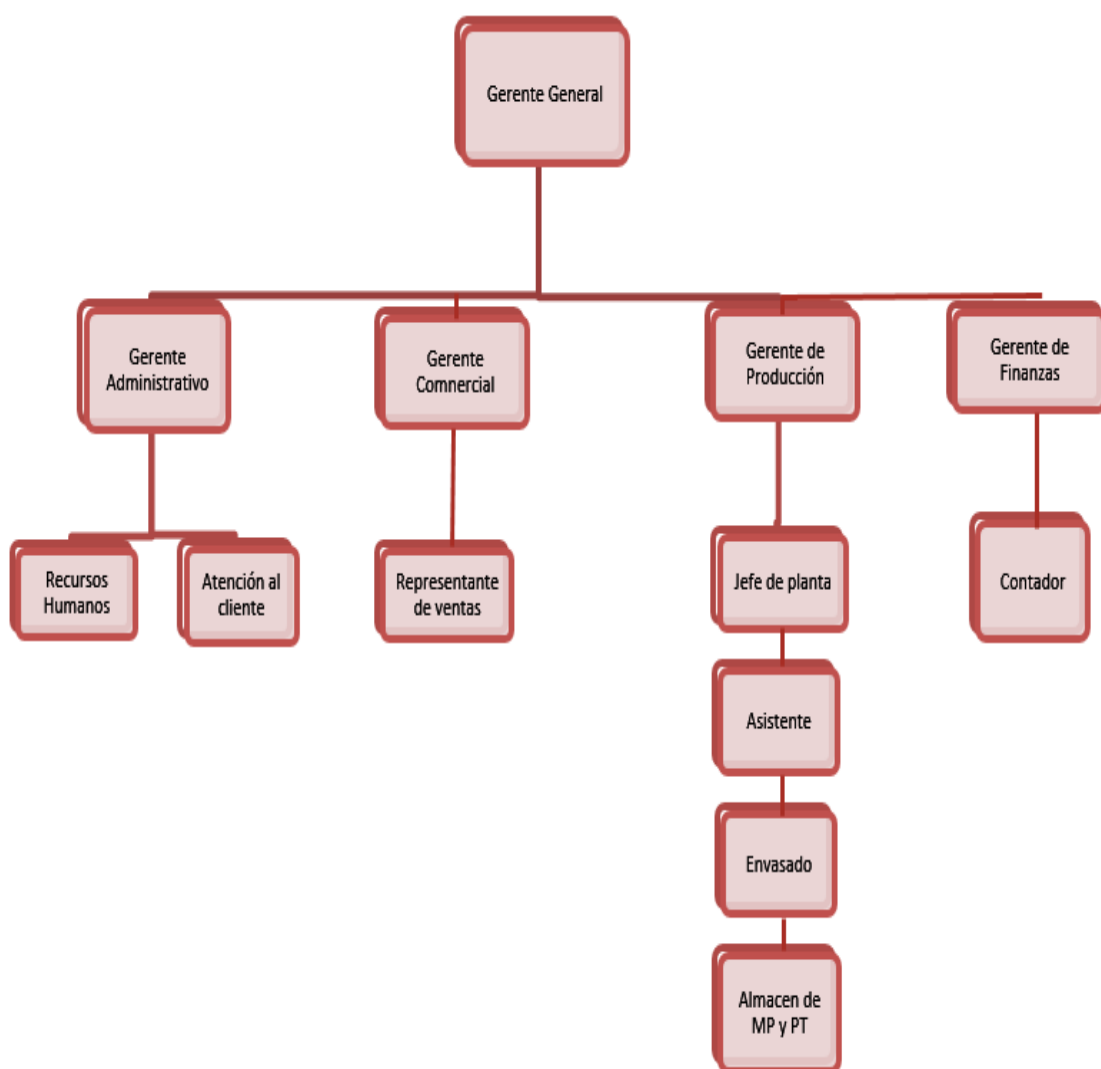 Gerente General
Gerente
Administrativo
Gerente
Comnercial
Gerente de
Producción
Gerente de
Finanzas
Recursos
Humanos
Atención al
cliente
Representante
de ventas
Jefe de planta
Contador
Asistente
Envasado
Almacen de
MP y PT